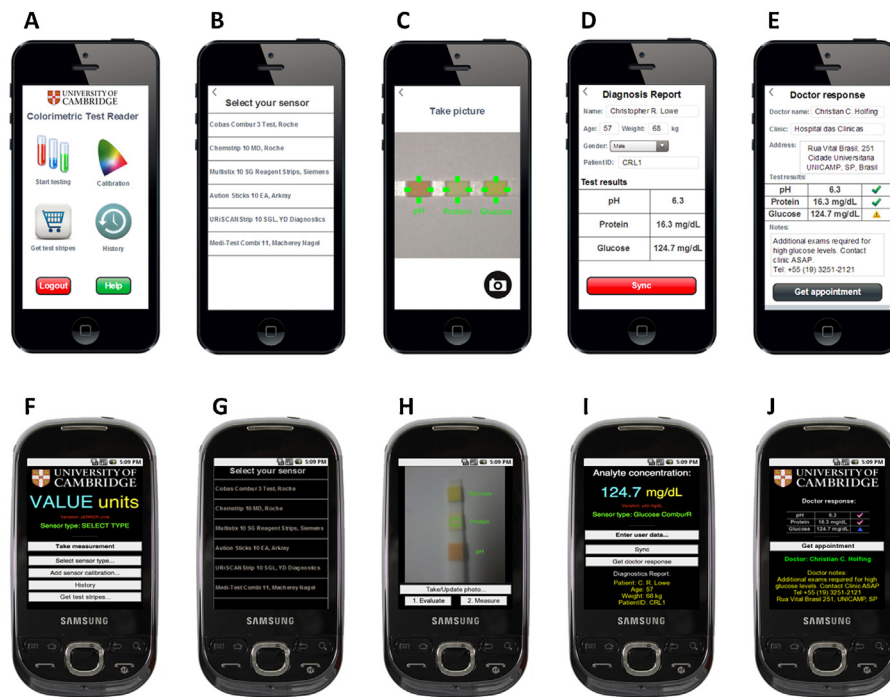 A
B
C
D
E
UNIVERSITY OF
CAMBRIDGE
Colorimetric Test Reader
Start testing
Calibration
Get test stripes
History
Logout
Help
Select your sensor
Cobas Combur 3 Test, Roche
Chemstrip 10 MD, Roche
Multistix 10 SG Reagent Strips, Siemens
Aution Sticks 10 EA, Arkray
URiSCAN Strip 10 SGL, YD Diagnostics
Medi-Test Combi 11, Macherey Nagel
Take picture
pH
Protein
Glucose
Diagnosis Report
Name: Christopher R. Lowe
Age: 57 Weight: 68 kg
Gender: Male
Patient ID: CRL1
Test results
pH 6.3
Protein 16.3 mg/dL
Glucose 124.7 mg/dL
Sync
Doctor response
Doctor name: Christian C. Holfing
Clinic: Hospital das Clinicas
Address: Rua Vital Brasil, 251
Cidade Universitaria
UNICAMP, SP, Brasil
Test results:
pH 6.3
Protein 16.3 mg/dL
Glucose 124.7 mg/dL
Notes:
Additional exams required for
high glucose levels. Contact
clinic ASAP.
Tel: +55 (19) 3251-2121
Get appointment
F
G
H
I
J
5:09 PM
UNIVERSITY OF
CAMBRIDGE
VALUE units
Sensor type: SELECT TYPE
Take measurement
Select sensor type...
Add sensor calibration...
History
Get test stripes...
SAMSUNG
5:09 PM
Select your sensor
Cobas Combur 3 Test, Roche
Chemstrip 10 MD, Roche
Multistix 10 SG Reagent Strips, Siemens
Aution Sticks 10 EA, Arkray
URiSCAN Strip 10 SGL, YD Diagnostics
Medi-Test Combi 11, Macherey Nagel
SAMSUNG
5:09 PM
Glucose
Protein
pH
Take/Update photo...
1. Evaluate 2. Measure
SAMSUNG
5:09 PM
Analyte concentration:
124.7 mg/dL
Sensor type: Glucose ComburR
Enter user data...
Sync
Get doctor response
Diagnostics Report:
Patient: C. R. Lowe
Age: 57
Weight: 68 kg
PatientID: CRL1
SAMSUNG
5:09 PM
UNIVERSITY OF
CAMBRIDGE
Doctor response:
pH 6.3
Protein 16.3 mg/dL
Glucose 124.7 mg/dL
Get appointment
Doctor: Christian C. Holfing
Doctor notes:
Additional exams required for high
glucose levels. Contact Clinic ASAP
Tel +55 (19) 3251-2121
Rua Vital Brasil 251, UNICAMP, SP
SAMSUNG